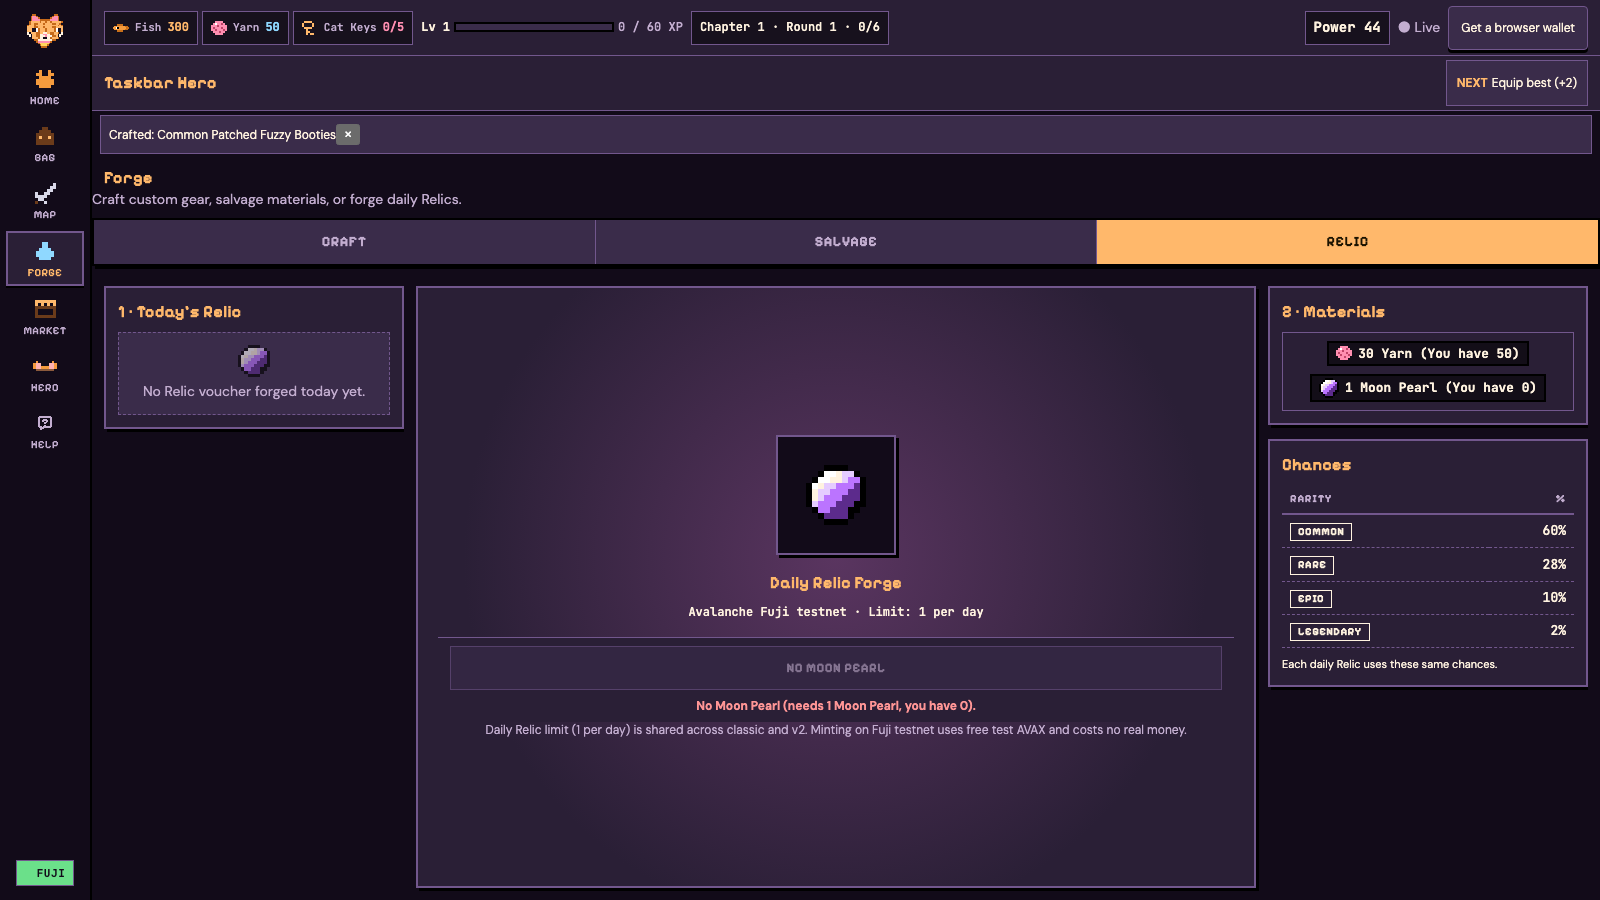 Fish 300
Yarn 50
Cat Keys 0/5
Lv 1
0 / 60 XP
Chapter 1 · Round 1 · 0/6
Power 44
Live
Get a browser wallet
HOME
BAG
MAP
FORGE
MARKET
HERO
HELP
FUJI
Taskbar Hero
NEXT Equip best (+2)
Crafted: Common Patched Fuzzy Booties ×
Forge
Craft custom gear, salvage materials, or forge daily Relics.
CRAFT
SALVAGE
RELIC
1 · Today's Relic
No Relic voucher forged today yet.
Daily Relic Forge
Avalanche Fuji testnet · Limit: 1 per day
NO MOON PEARL
No Moon Pearl (needs 1 Moon Pearl, you have 0).
Daily Relic limit (1 per day) is shared across classic and v2. Minting on Fuji testnet uses free test AVAX and costs no real money.
2 · Materials
30 Yarn (You have 50)
1 Moon Pearl (You have 0)
Chances
RARITY %
COMMON 60%
RARE 28%
EPIC 10%
LEGENDARY 2%
Each daily Relic uses these same chances.